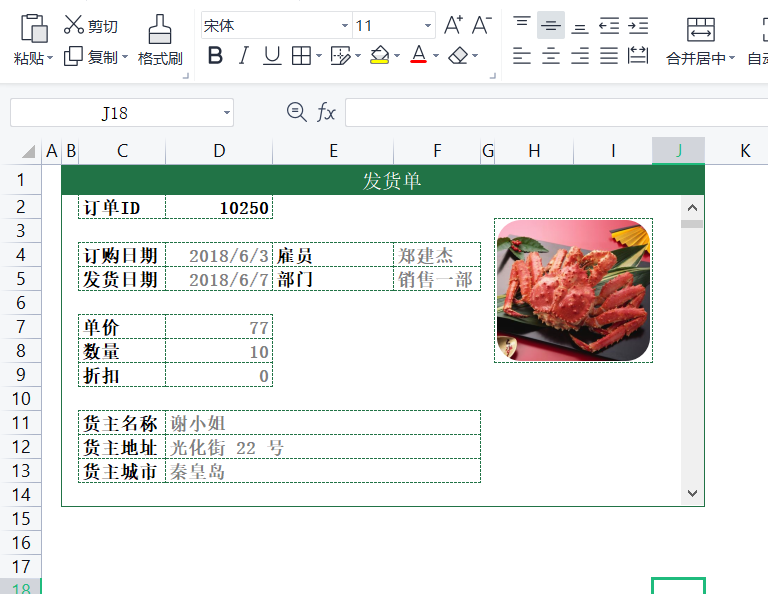 剪切 宋体 11 A+ A-
粘贴 复制 格式刷 B I U A 合并居中
J18 fx
A B C D E F G H I J K
1 发货单
2 订单ID 10250
3
4 订购日期 2018/6/3 雇员 郑建杰
5 发货日期 2018/6/7 部门 销售一部
6
7 单价 77
8 数量 10
9 折扣 0
10
11 货主名称 谢小姐
12 货主地址 光化街 22 号
13 货主城市 秦皇岛
14
15
16
17
18